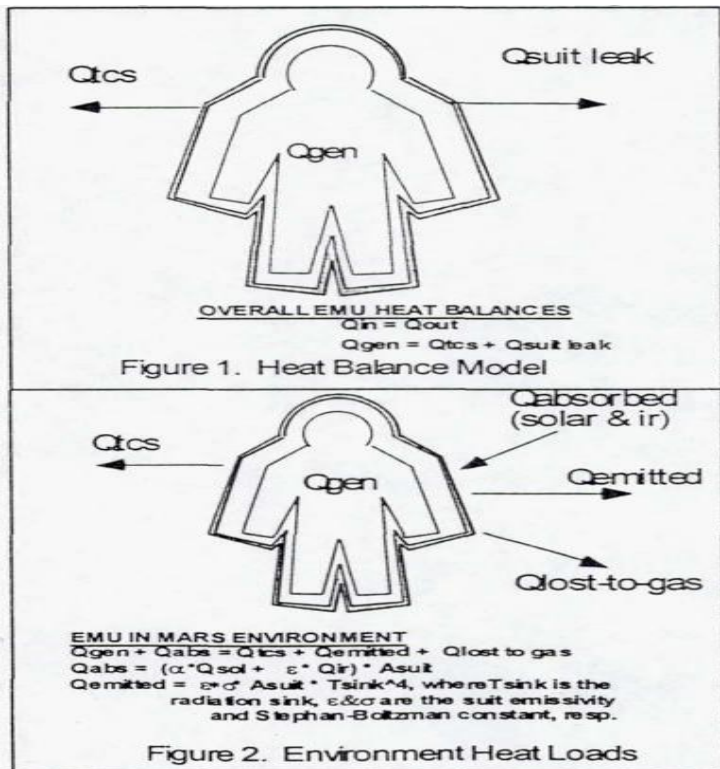 Qtcs
Qsuit leak
Qgen
OVERALL EMU HEAT BALANCES
Qin = Qout
Qgen = Qtcs + Qsuit leak
Figure 1. Heat Balance Model
Qabsorbed
(solar & ir)
Qtcs
Qgen
Qemitted
Qlost-to-gas
EMU IN MARS ENVIRONMENT
Qgen + Qabs = Qtcs + Qemitted + Qlost to gas
Qabs = (α*Qsol + ε* Qir) * Asuit
Qemitted = ε*σ* Asuit * Tsink^4, where Tsink is the
radiation sink, ε&σ are the suit emissivity
and Stephan-Boltzman constant, resp.
Figure 2. Environment Heat Loads